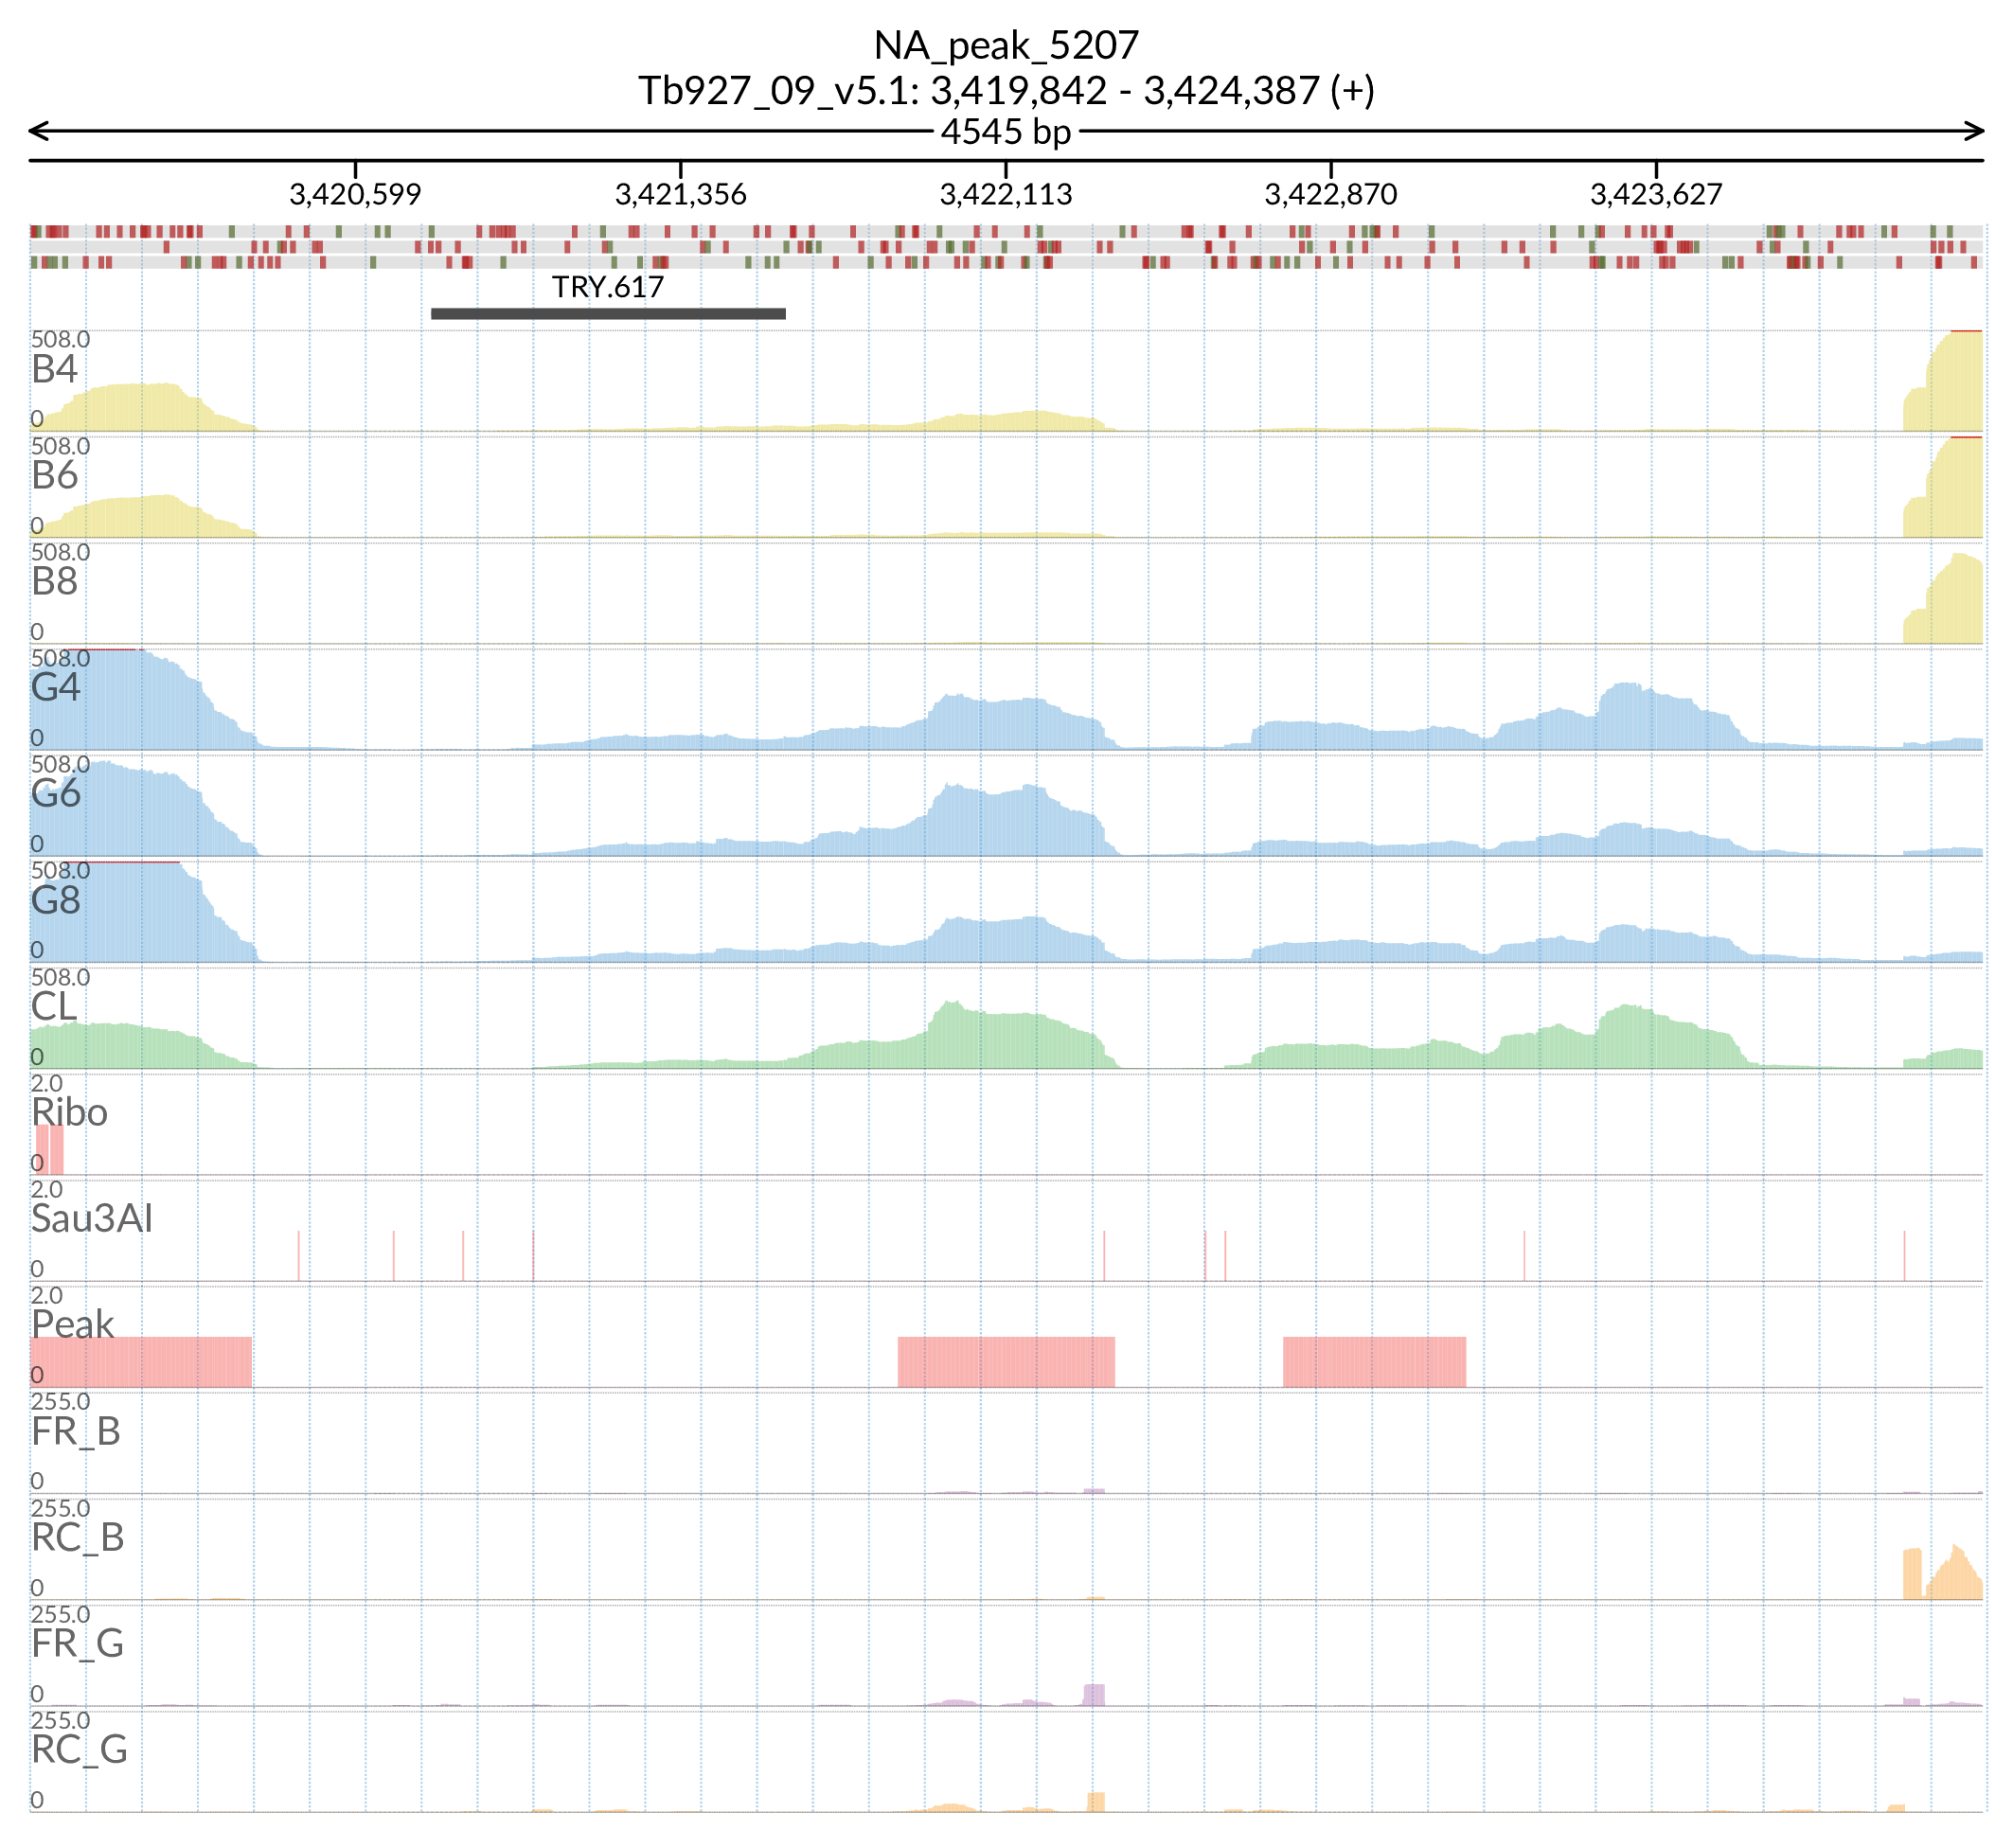 NA_peak_5207
Tb927_09_v5.1: 3,419,842 - 3,424,387 (+)
4545 bp
3,420,599 3,421,356 3,422,113 3,422,870 3,423,627
TRY.617
508.0
B4
0
508.0
B6
0
508.0
B8
0
508.0
G4
0
508.0
G6
0
508.0
G8
0
508.0
CL
0
2.0
Ribo
0
2.0
Sau3AI
0
2.0
Peak
0
255.0
FR_B
0
255.0
RC_B
0
255.0
FR_G
0
255.0
RC_G
0